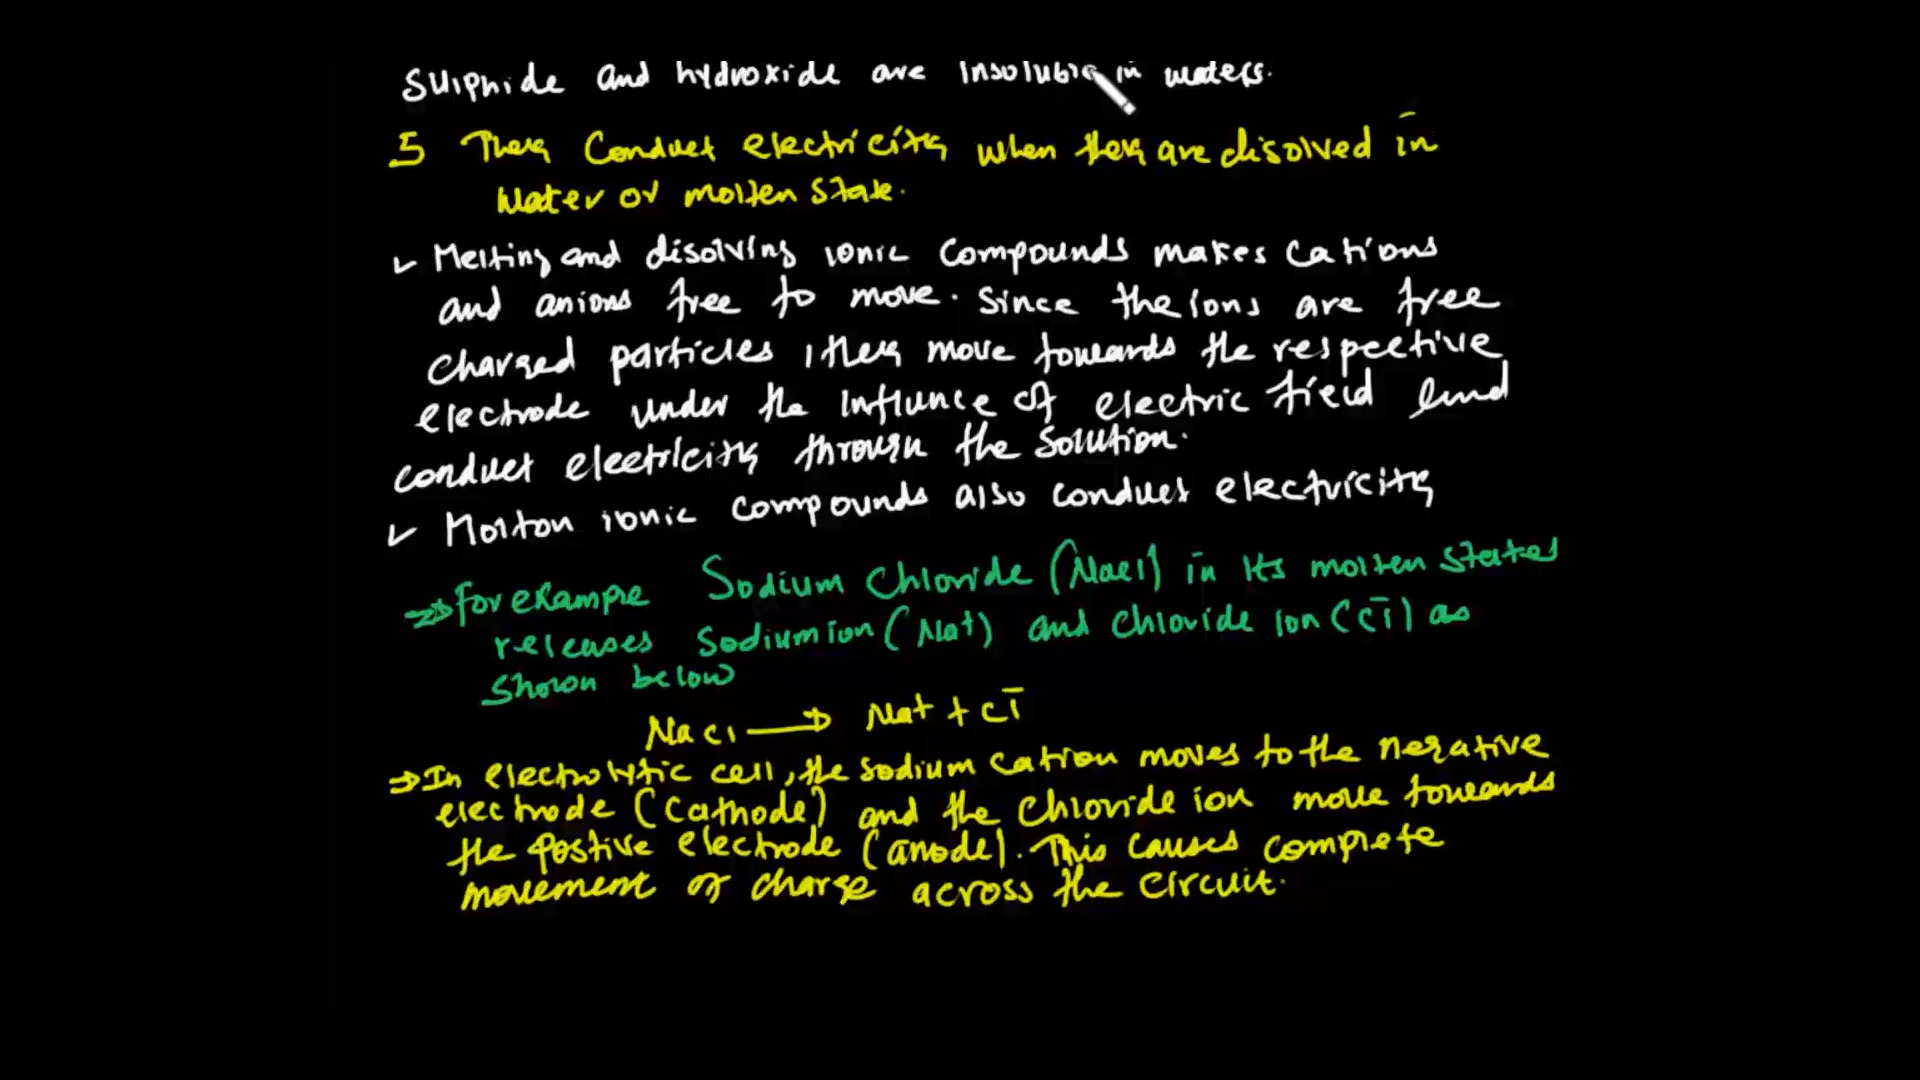 Sulphide and hydroxide are insoluble in waters.
5 They Conduct electricity when they are disolved in
Water or molten state.
✓ Melting and disolving ionic compounds makes cations
and anions free to move. Since the ions are free
charged particles, they move towards the respective
electrode under the influnce of electric field and
conduct electricity through the solution.
✓ Molton ionic compounds also conduct electricity
⇒ for example Sodium Chloride (NaCl) in its molten states
releases Sodium ion (Na+) and chloride ion (Cl-) as
shown below
NaCl → Na+ + Cl-
⇒ In electrolytic cell, the sodium cation moves to the negative
electrode (Cathode) and the chloride ion move towards
the postive electrode (anode). This causes complete
movement of charge across the circuit.